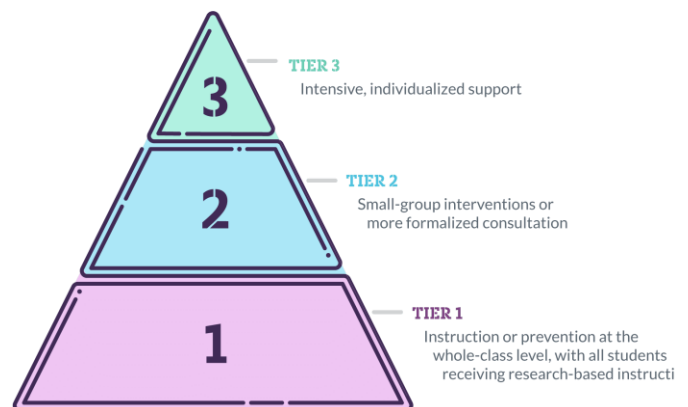 3
TIER 3
Intensive, individualized support
2
TIER 2
Small-group interventions or
more formalized consultation
1
TIER 1
Instruction or prevention at the
whole-class level, with all students
receiving research-based instructi